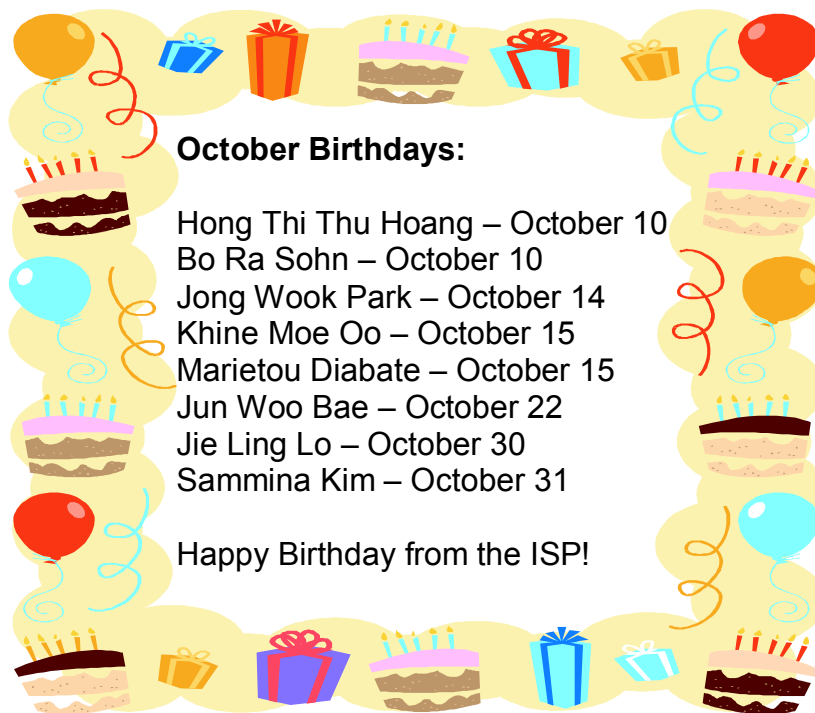 October Birthdays:
Hong Thi Thu Hoang – October 10
Bo Ra Sohn – October 10
Jong Wook Park – October 14
Khine Moe Oo – October 15
Marietou Diabate – October 15
Jun Woo Bae – October 22
Jie Ling Lo – October 30
Sammina Kim – October 31
Happy Birthday from the ISP!